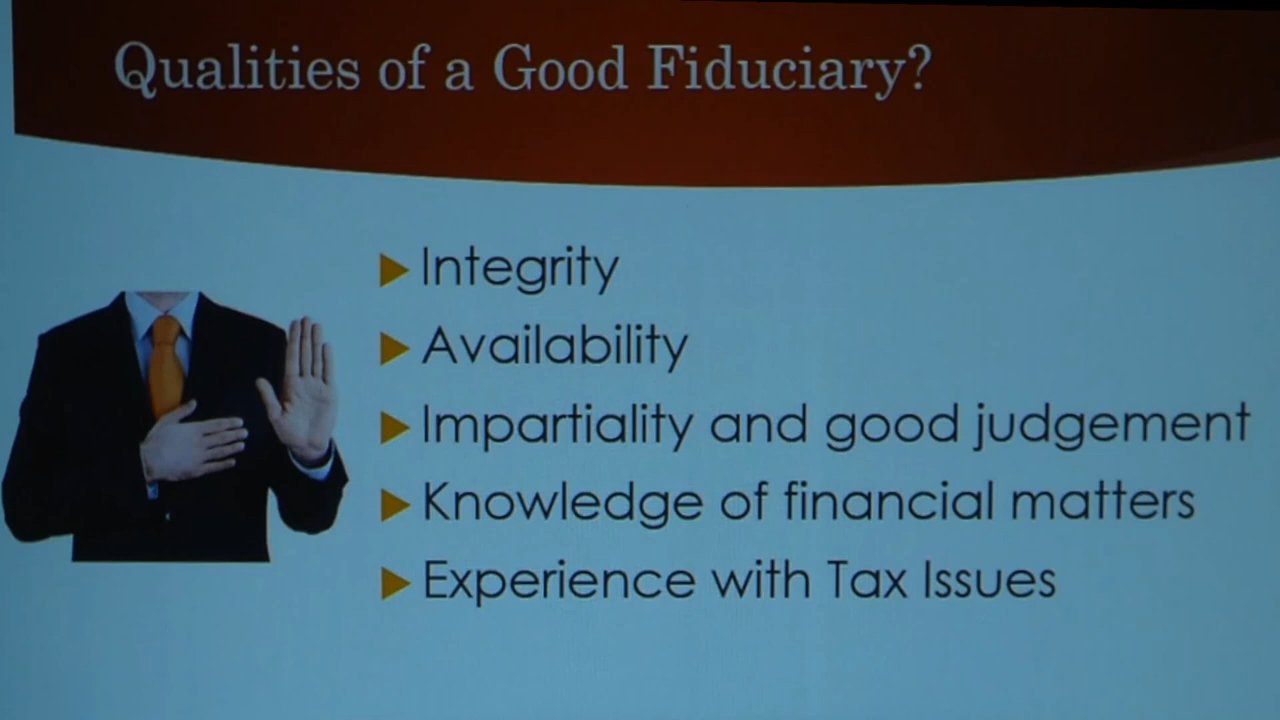 Qualities of a Good Fiduciary?
Integrity
Availability
Impartiality and good judgement
Knowledge of financial matters
Experience with Tax Issues